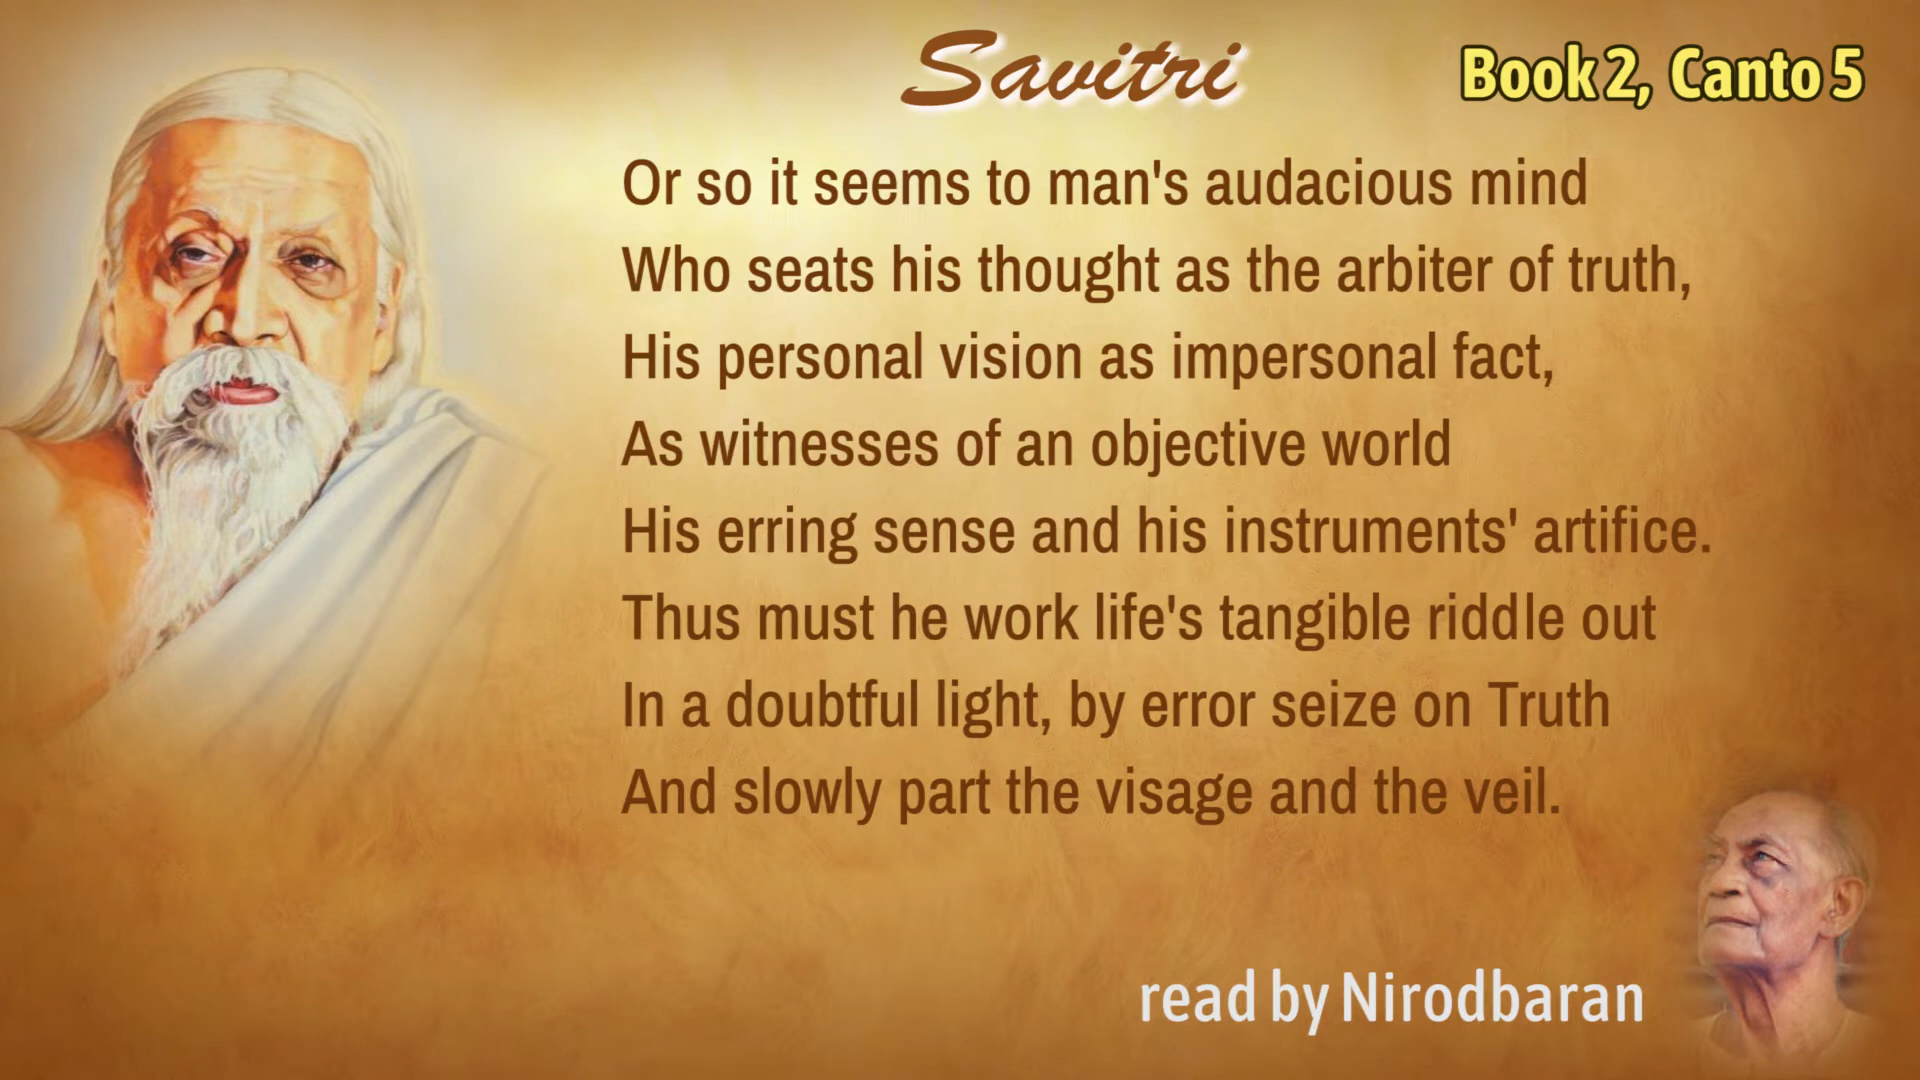 Savitri
Book 2, Canto 5
Or so it seems to man's audacious mind
Who seats his thought as the arbiter of truth,
His personal vision as impersonal fact,
As witnesses of an objective world
His erring sense and his instruments' artifice.
Thus must he work life's tangible riddle out
In a doubtful light, by error seize on Truth
And slowly part the visage and the veil.
read by Nirodbaran